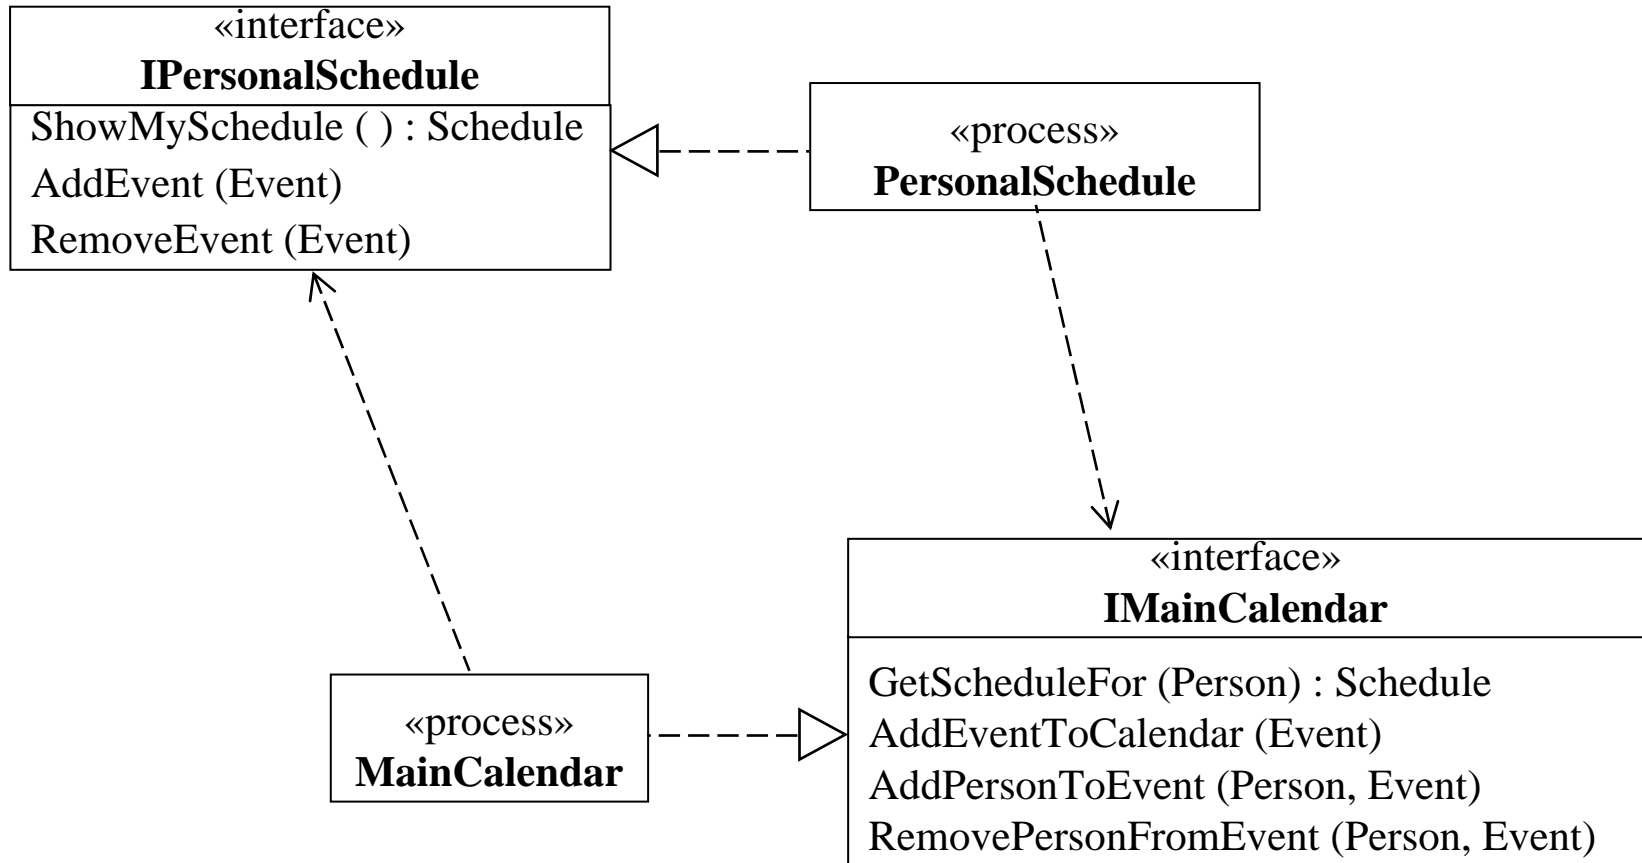 «interface»
IPersonalSchedule
ShowMySchedule ( ) : Schedule
AddEvent (Event)
RemoveEvent (Event)
«process»
PersonalSchedule
«process»
MainCalendar
«interface»
IMainCalendar
GetScheduleFor (Person) : Schedule
AddEventToCalendar (Event)
AddPersonToEvent (Person, Event)
RemovePersonFromEvent (Person, Event)